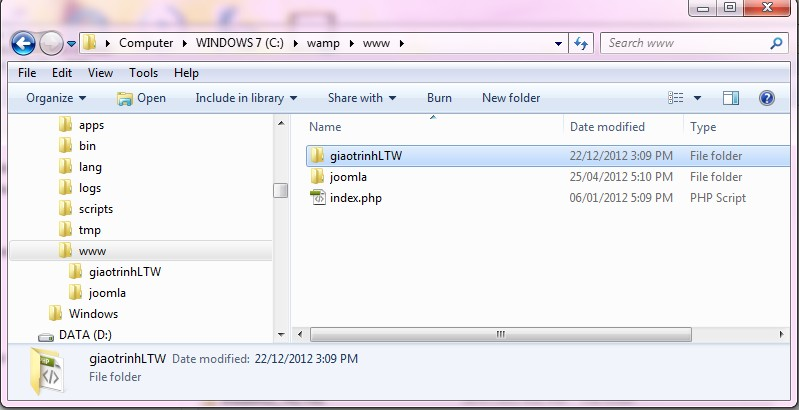 Computer WINDOWS 7 (C:) wamp www Search www
File Edit View Tools Help
Organize Open Include in library Share with Burn New folder
apps
bin
lang
logs
scripts
tmp
www
giaotrinhLTW
joomla
Windows
DATA (D:)
Name Date modified Type
giaotrinhLTW 22/12/2012 3:09 PM File folder
joomla 25/04/2012 5:10 PM File folder
index.php 06/01/2012 5:09 PM PHP Script
giaotrinhLTW Date modified: 22/12/2012 3:09 PM
File folder